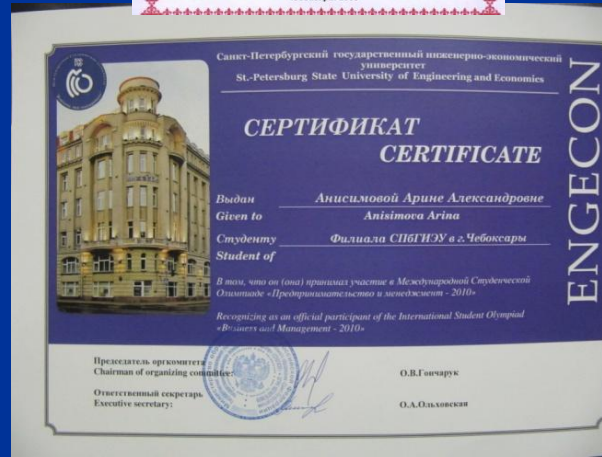 Санкт-Петербургский государственный инженерно-экономический
университет
St.-Petersburg State University of Engineering and Economics
СЕРТИФИКАТ
CERTIFICATE
Выдан Анисимовой Арине Александровне
Given to Anisimova Arina
Студенту Филиала СПбГИЭУ в г.Чебоксары
Student of
В том, что он (она) принимал участие в Международной Студенческой
Олимпиаде «Предпринимательство и менеджмент - 2010»
Recognizing as an official participant of the International Student Olympiad
«Business and Management - 2010»
ENGECON
Председатель оргкомитета
Chairman of organizing committee: О.В.Гончарук
Ответственный секретарь
Executive secretary: О.А.Ольховская